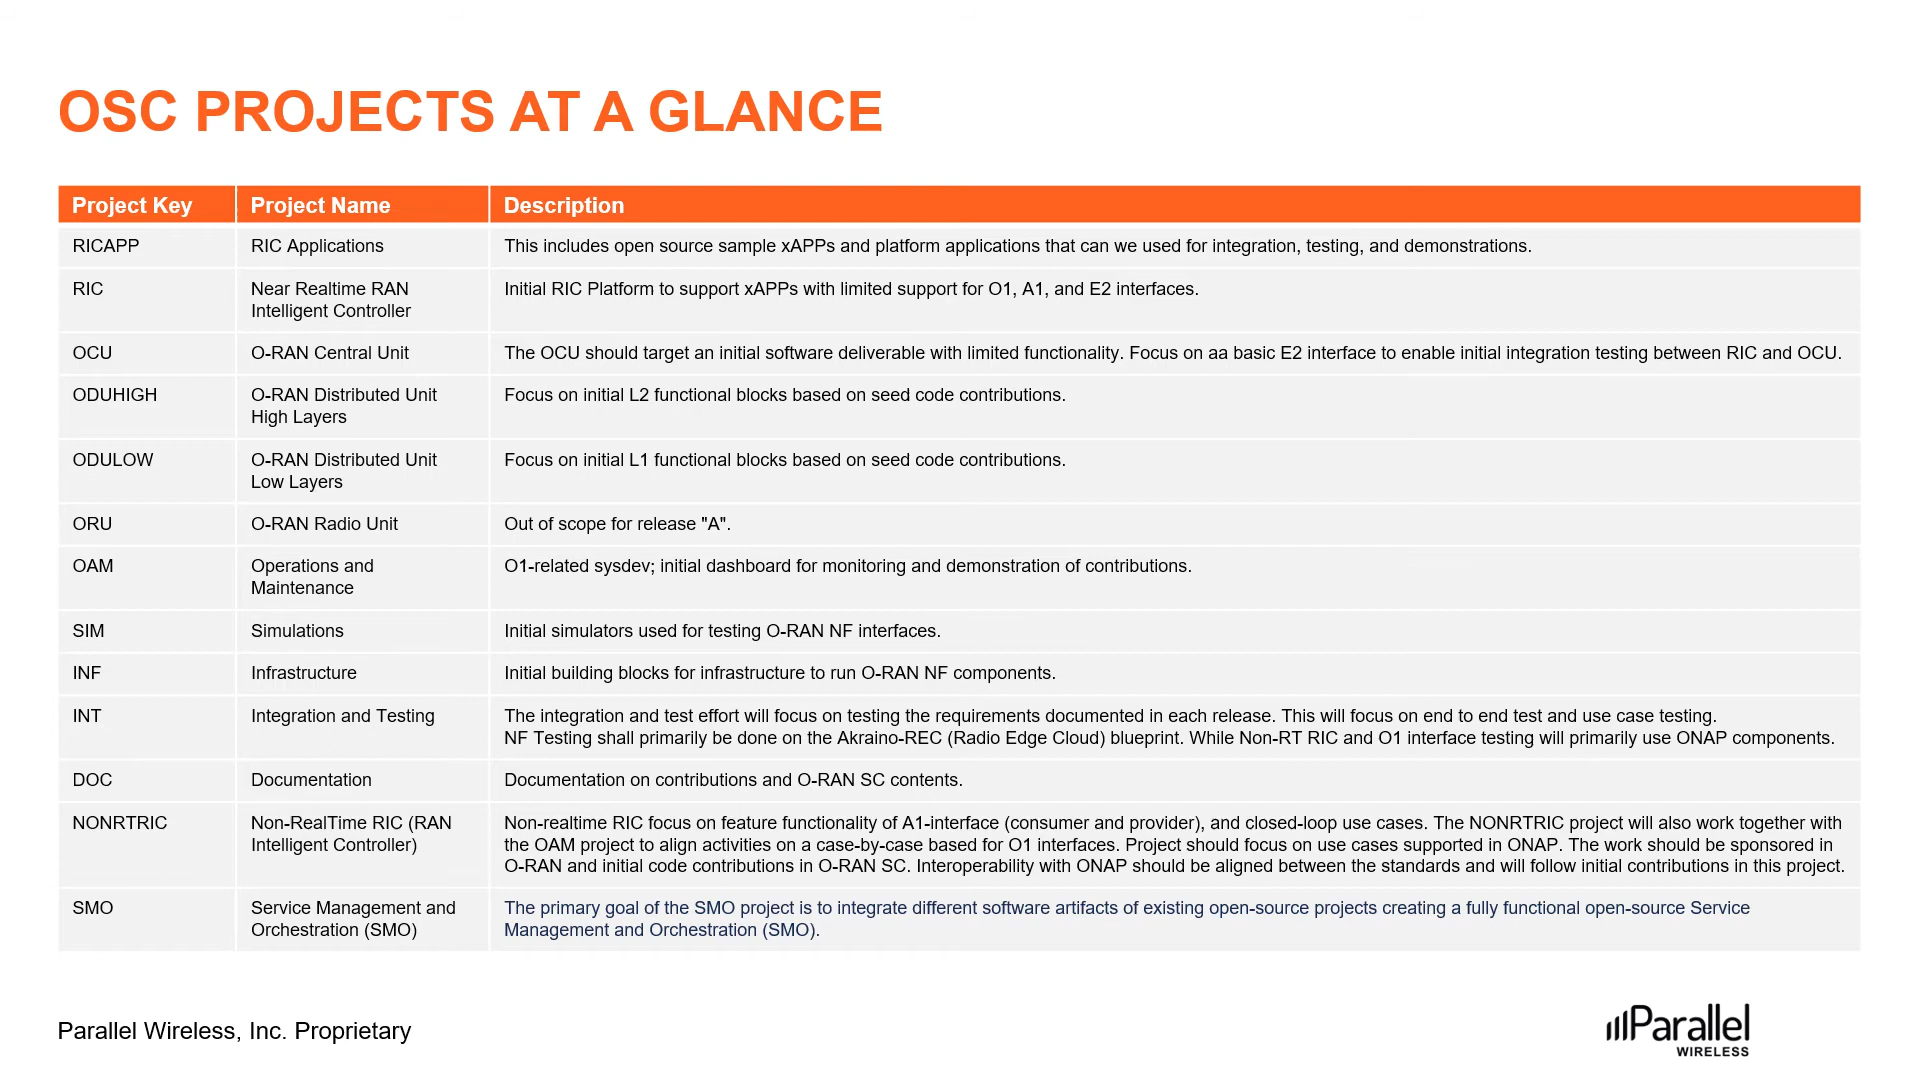 OSC PROJECTS AT A GLANCE
Project Key Project Name Description
RICAPP RIC Applications This includes open source sample xAPPs and platform applications that can we used for integration, testing, and demonstrations.
RIC Near Realtime RAN Initial RIC Platform to support xAPPs with limited support for O1, A1, and E2 interfaces.
Intelligent Controller
OCU O-RAN Central Unit The OCU should target an initial software deliverable with limited functionality. Focus on aa basic E2 interface to enable initial integration testing between RIC and OCU.
ODUHIGH O-RAN Distributed Unit Focus on initial L2 functional blocks based on seed code contributions.
High Layers
ODULOW O-RAN Distributed Unit Focus on initial L1 functional blocks based on seed code contributions.
Low Layers
ORU O-RAN Radio Unit Out of scope for release "A".
OAM Operations and O1-related sysdev; initial dashboard for monitoring and demonstration of contributions.
Maintenance
SIM Simulations Initial simulators used for testing O-RAN NF interfaces.
INF Infrastructure Initial building blocks for infrastructure to run O-RAN NF components.
INT Integration and Testing The integration and test effort will focus on testing the requirements documented in each release. This will focus on end to end test and use case testing.
NF Testing shall primarily be done on the Akraino-REC (Radio Edge Cloud) blueprint. While Non-RT RIC and O1 interface testing will primarily use ONAP components.
DOC Documentation Documentation on contributions and O-RAN SC contents.
NONRTRIC Non-RealTime RIC (RAN Non-realtime RIC focus on feature functionality of A1-interface (consumer and provider), and closed-loop use cases. The NONRTRIC project will also work together with
Intelligent Controller) the OAM project to align activities on a case-by-case based for O1 interfaces. Project should focus on use cases supported in ONAP. The work should be sponsored in
O-RAN and initial code contributions in O-RAN SC. Interoperability with ONAP should be aligned between the standards and will follow initial contributions in this project.
SMO Service Management and The primary goal of the SMO project is to integrate different software artifacts of existing open-source projects creating a fully functional open-source Service
Orchestration (SMO) Management and Orchestration (SMO).
Parallel Wireless, Inc. Proprietary
Parallel
WIRELESS